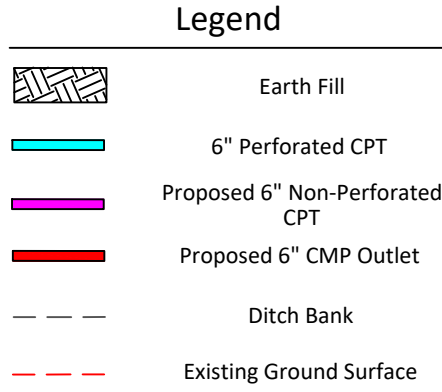 Legend
Earth Fill
6" Perforated CPT
Proposed 6" Non-Perforated
CPT
Proposed 6" CMP Outlet
Ditch Bank
Existing Ground Surface